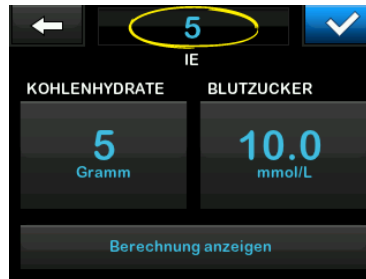 5
IE
KOHLENHYDRATE BLUTZUCKER
5 10.0
Gramm mmol/L
Berechnung anzeigen